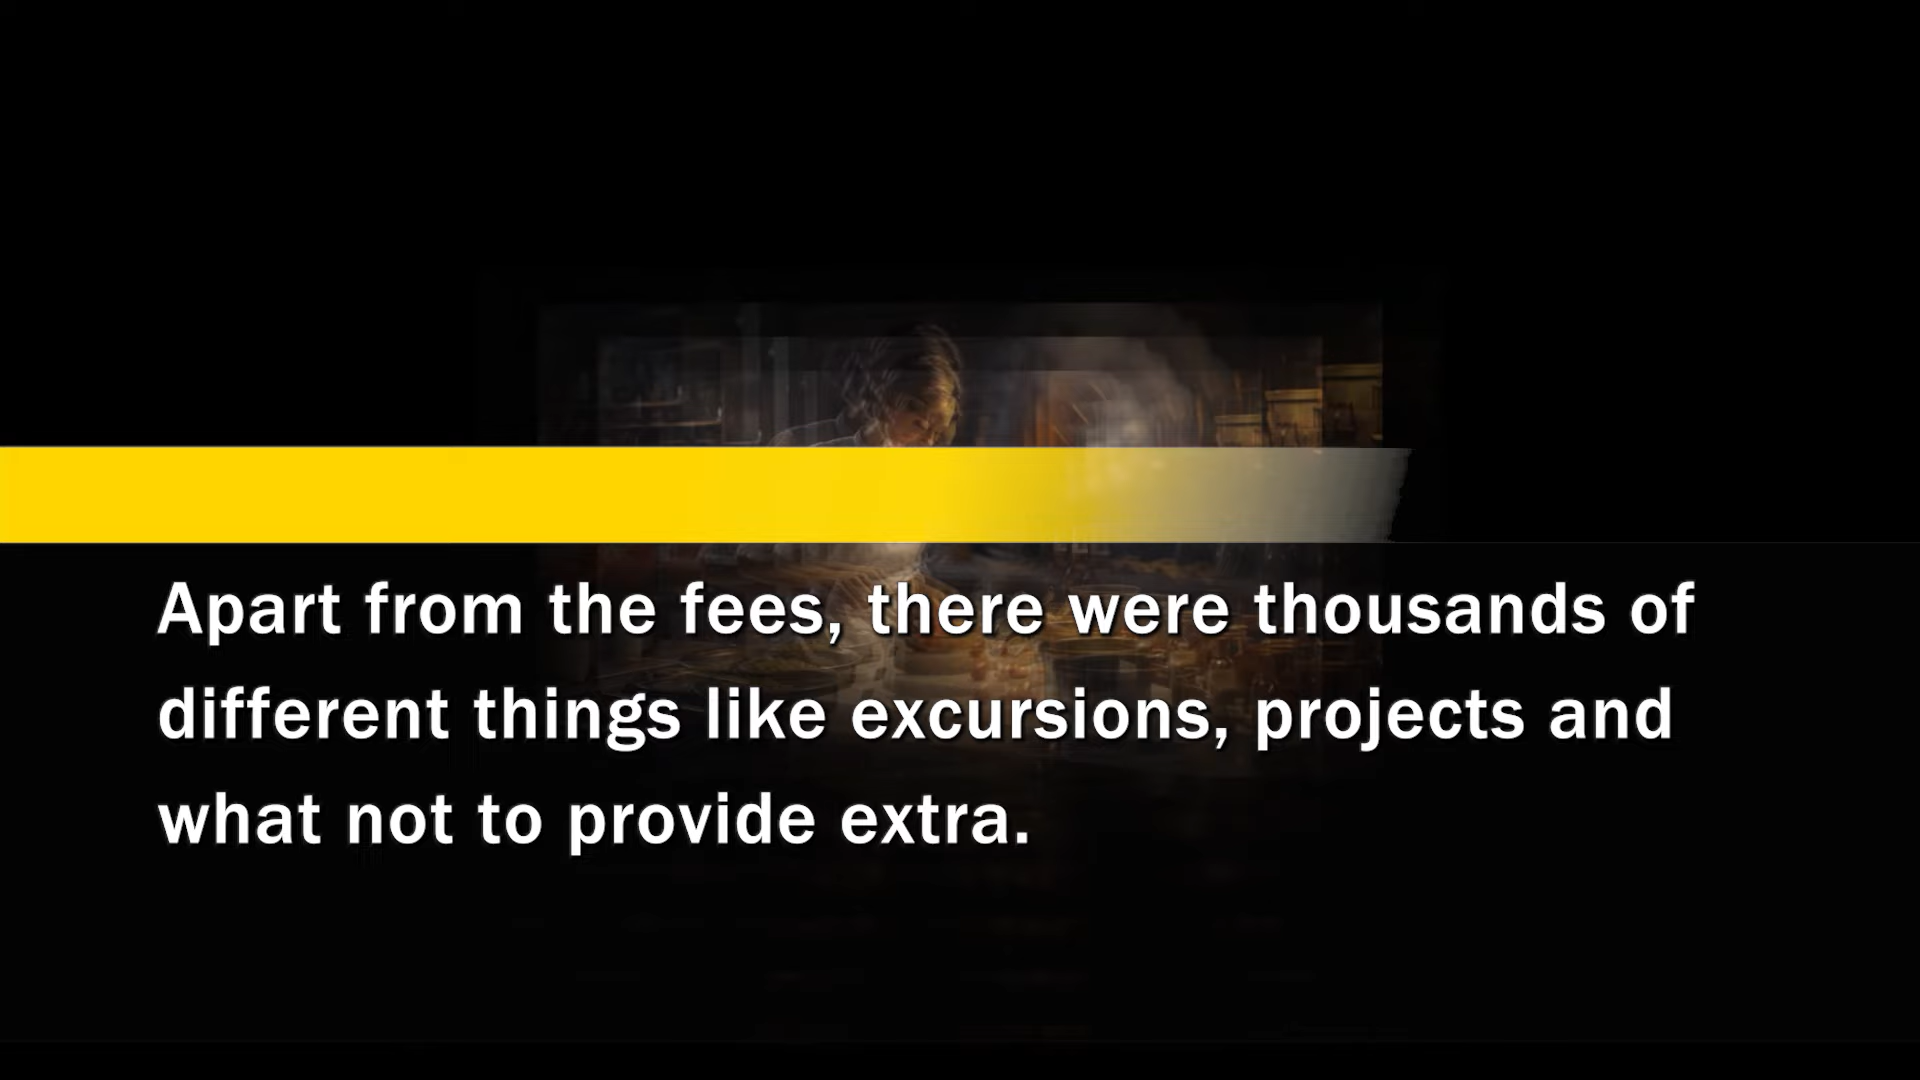 Apart from the fees, there were thousands of
different things like excursions, projects and
what not to provide extra.